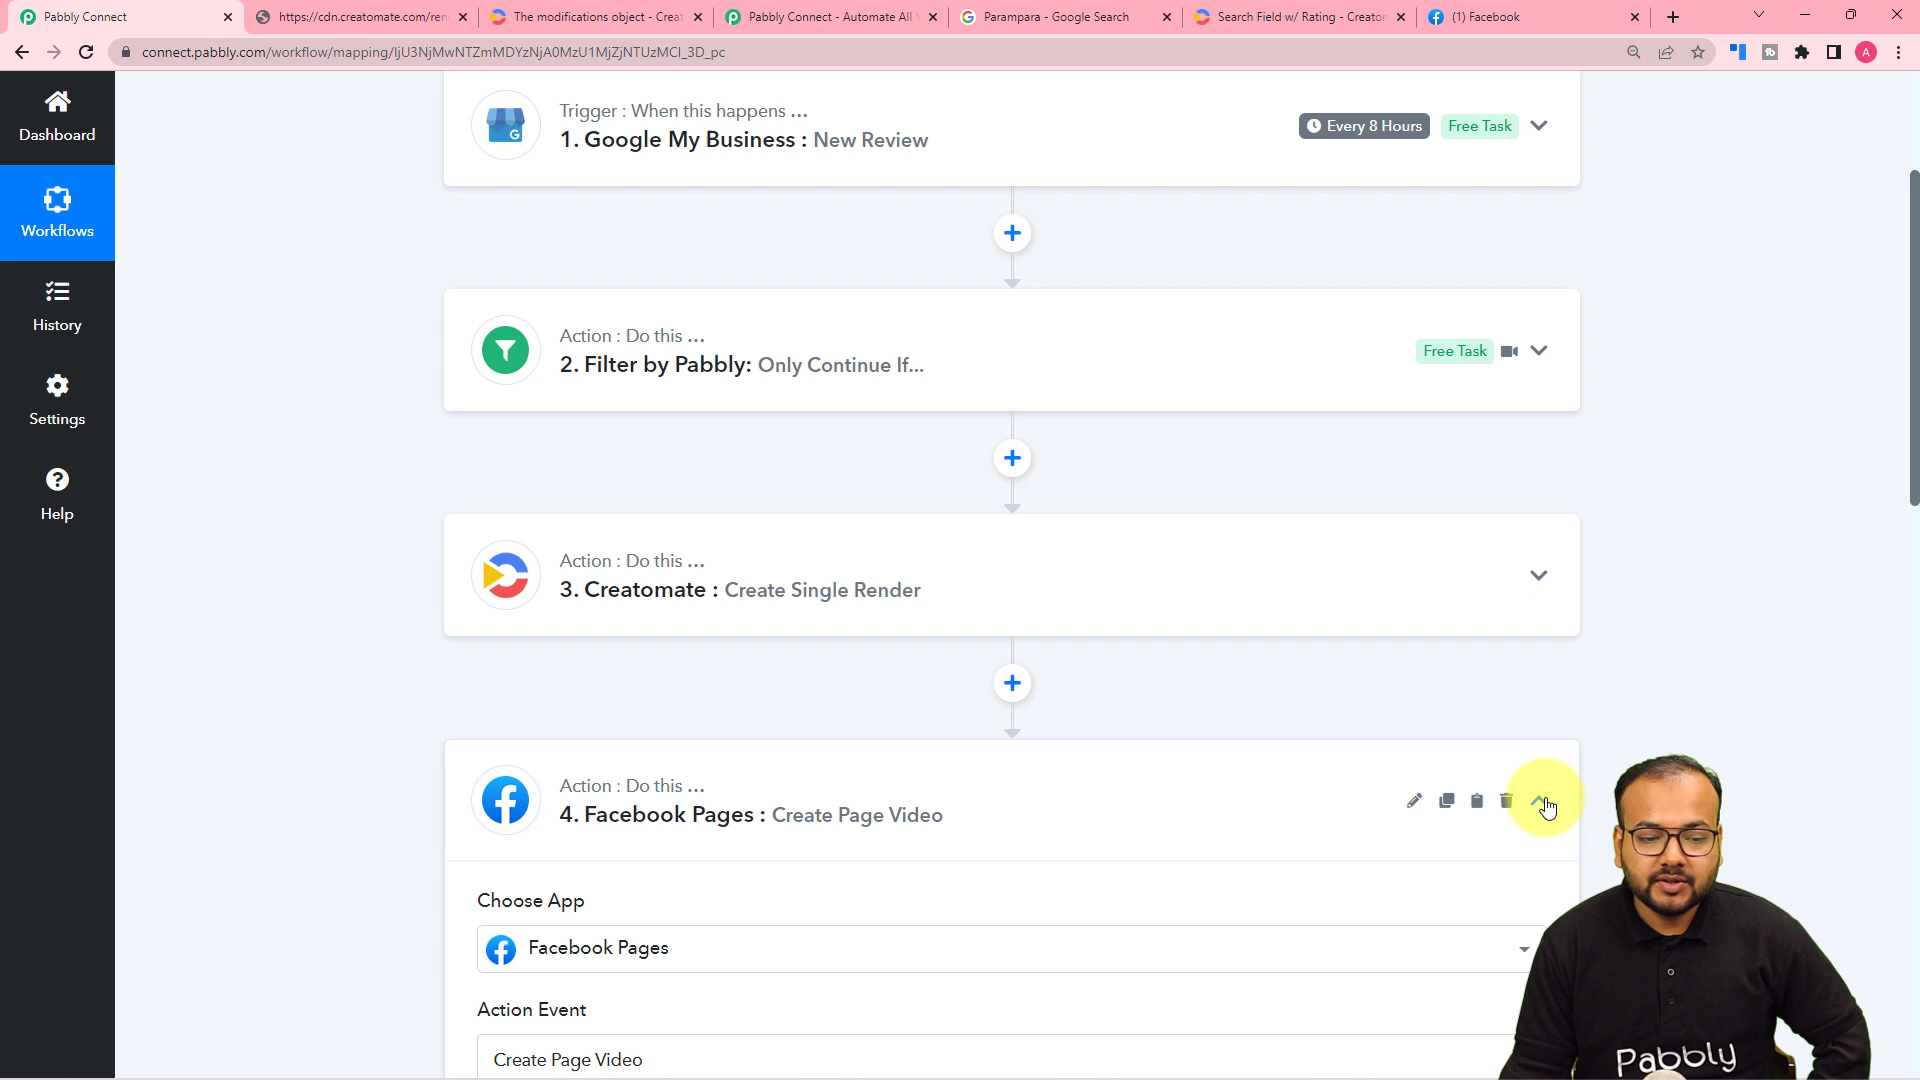 Pabbly Connect
https://cdn.creatomate.com/ren
The modifications object - Creat
Pabbly Connect - Automate All
Parampara - Google Search
Search Field w/ Rating - Creator
(1) Facebook
connect.pabbly.com/workflow/mapping/IjU3NjMwNTZmMDYzNjA0MzU1MjZjNTUzMCI_3D_pc
A
Dashboard
Workflows
History
Settings
Help
Trigger : When this happens ...
1. Google My Business : New Review
Every 8 Hours
Free Task
Action : Do this ...
2. Filter by Pabbly: Only Continue If...
Free Task
Action : Do this ...
3. Creatomate : Create Single Render
Action : Do this ...
4. Facebook Pages : Create Page Video
Choose App
Facebook Pages
Action Event
Create Page Video
Pabbly